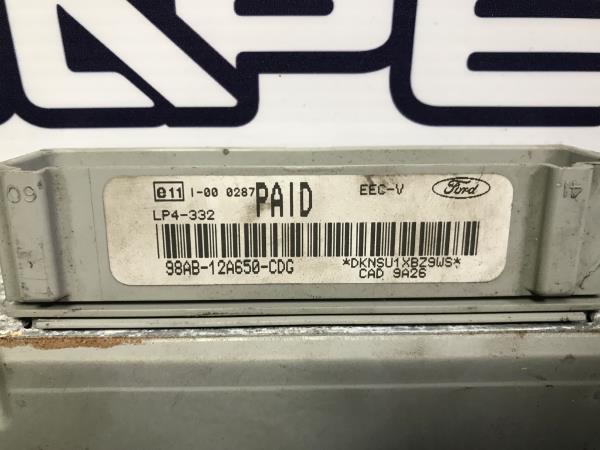 e11 I-00 0287 PAID EEC-V Ford
LP4-332
98AB-12A650-CDG *DKNSU1XBZ9WS*
CAD 9A26